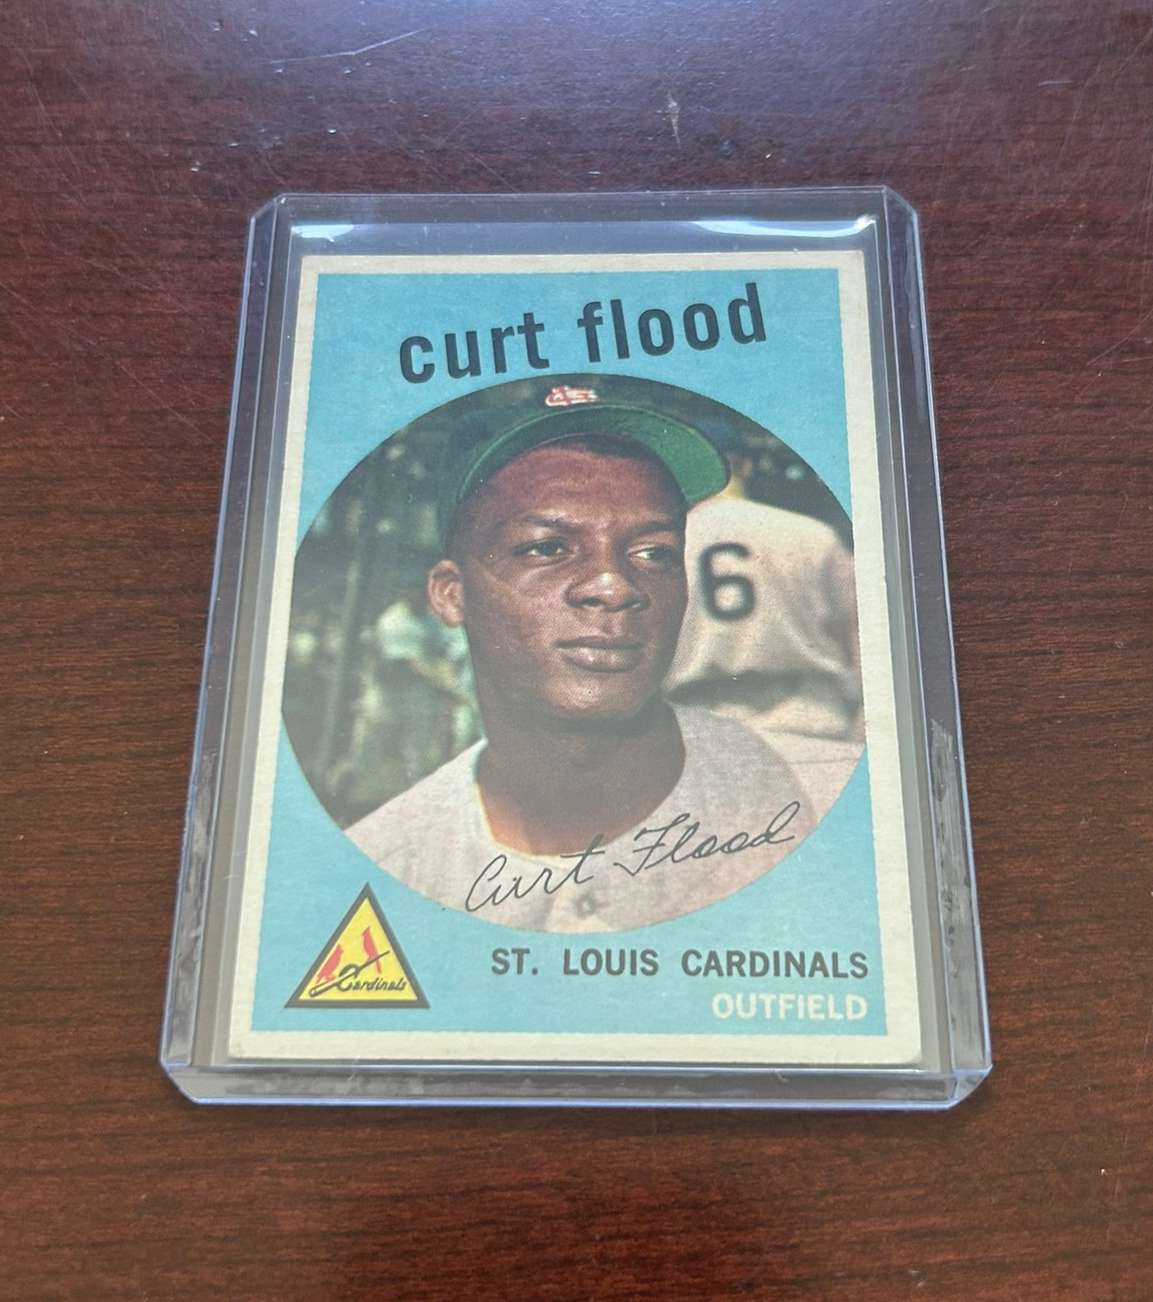 curt flood
6
Curt Flood
Cardinals
ST. LOUIS CARDINALS
OUTFIELD